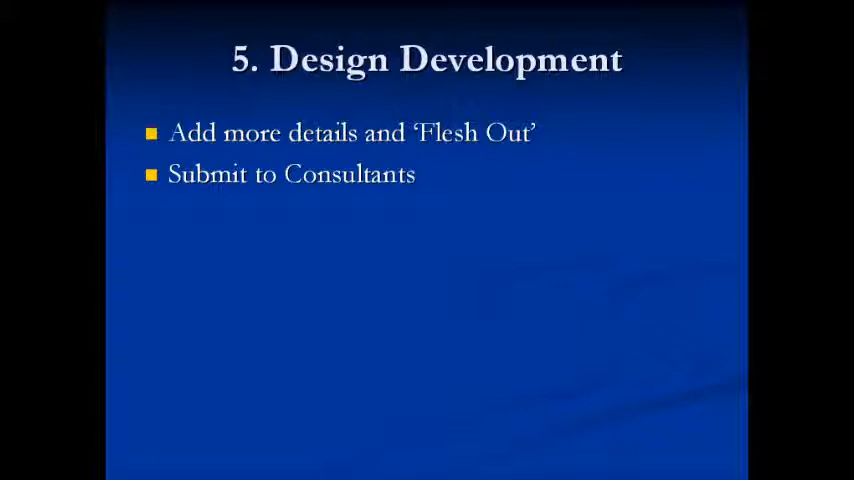 5. Design Development
Add more details and ‘Flesh Out’
Submit to Consultants